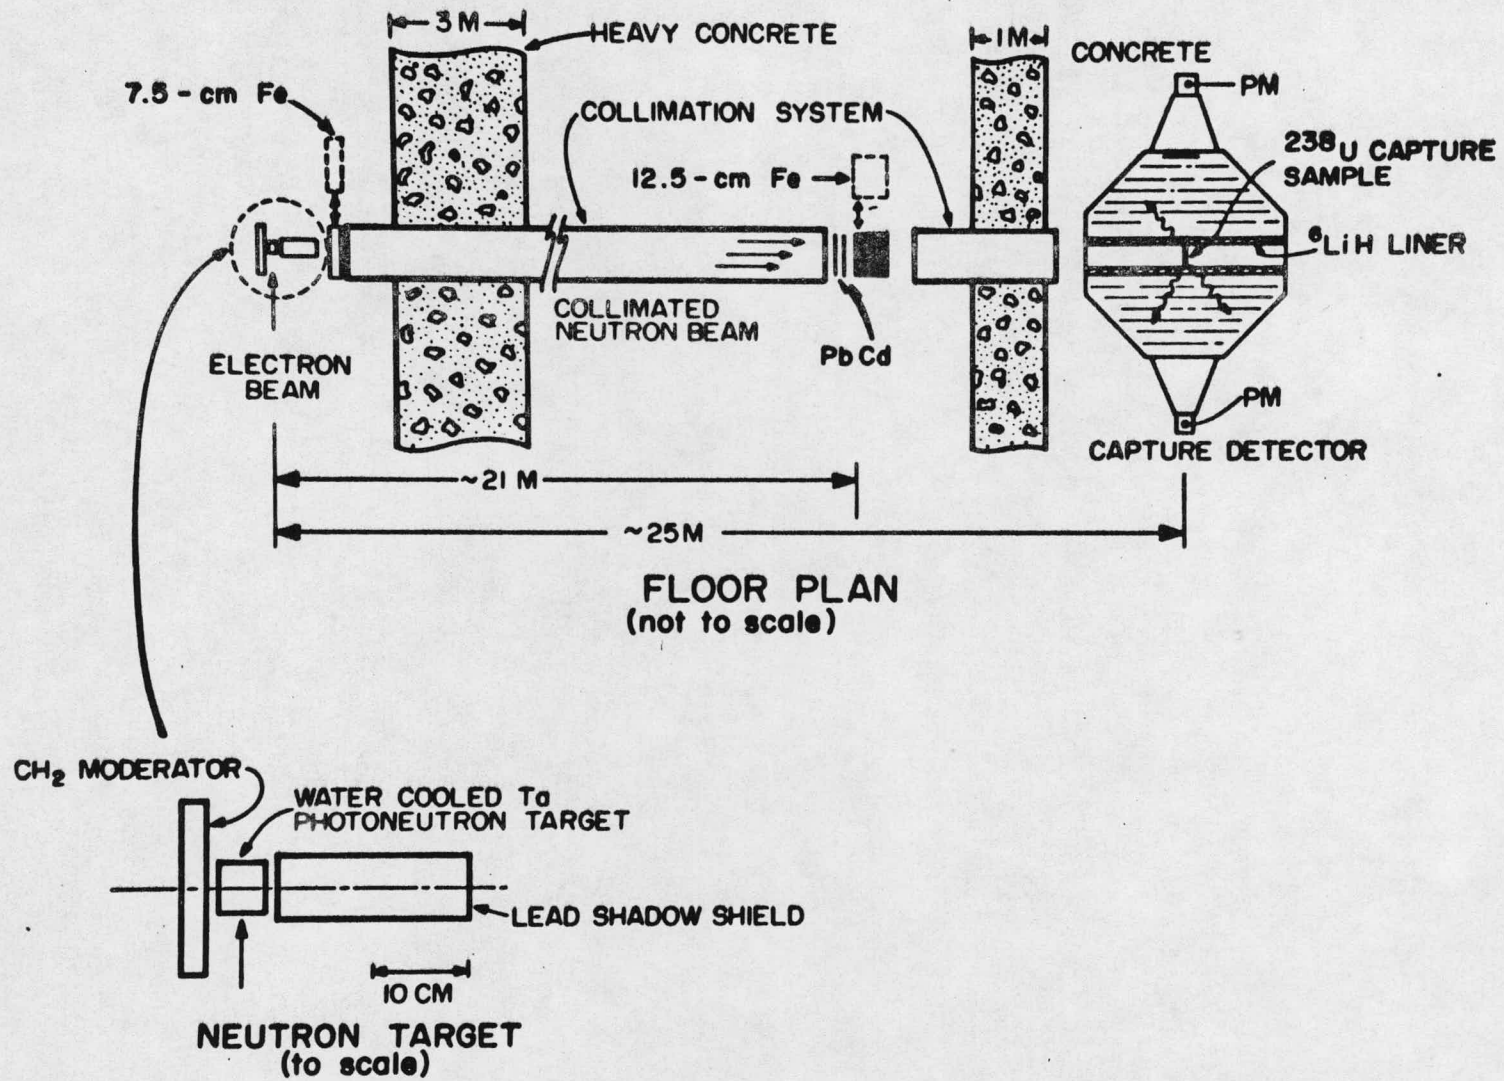 3 M
HEAVY CONCRETE
1 M
CONCRETE
PM
7.5 - cm Fe
COLLIMATION SYSTEM
238U CAPTURE
SAMPLE
12.5 - cm Fe
6LiH LINER
COLLIMATED
NEUTRON BEAM
Pb Cd
ELECTRON
BEAM
PM
CAPTURE DETECTOR
~21 M
~25 M
FLOOR PLAN
(not to scale)
CH2 MODERATOR
WATER COOLED Ta
PHOTONEUTRON TARGET
LEAD SHADOW SHIELD
10 CM
NEUTRON TARGET
(to scale)